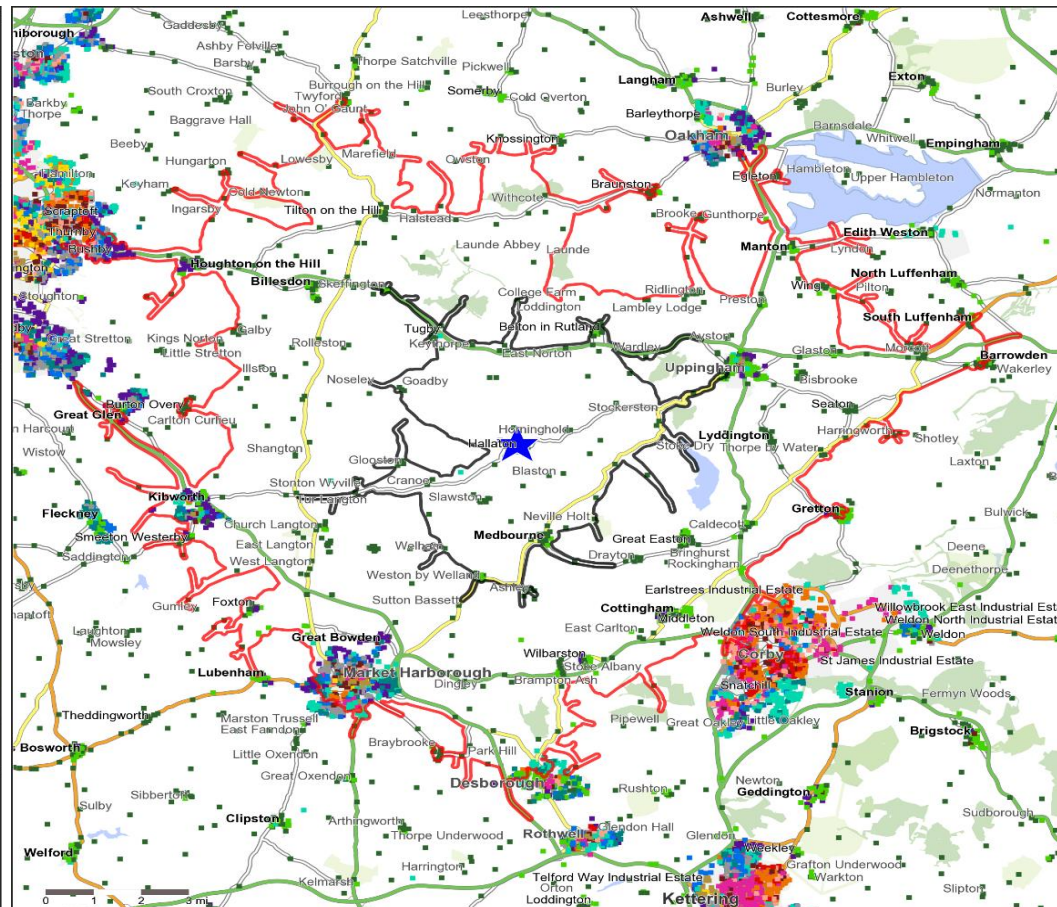 Gaddesby
Leesthorpe
Ashwell
Cottesmore
Ashby Folville
Barsby
Thorpe Satchville
Pickwell
Langham
Exton
South Croxton
Burrough on the Hill
Twyford
John O' Gaunt
Somerby
Cold Overton
Burley
Barkby
Thorpe
Baggrave Hall
Barleythorpe
Oakham
Barnsdale
Whitwell
Beeby
Lowesby
Marefield
Knossington
Owston
Empingham
Hungarton
Hamilton
Keyham
Cold Newton
Braunston
Egleton
Hambleton
Upper Hambleton
Normanton
Scraptoft
Ingarsby
Tilton on the Hill
Halstead
Withcote
Brooke
Gunthorpe
Thurnby
Bushby
Launde Abbey
Launde
Manton
Edith Weston
Lyndon
Houghton on the Hill
Billesdon
Skeffington
North Luffenham
Stoughton
College Farm
Loddington
Ridlington
Lambley Lodge
Preston
Wing
Pilton
South Luffenham
Great Stretton
Kings Norton
Little Stretton
Galby
Rolleston
Tugby
Keythorpe
Belton in Rutland
East Norton
Wardley
Ayston
Glaston
Morcott
Barrowden
Wakerley
Illston
Noseley
Goadby
Uppingham
Bisbrooke
Great Glen
Burton Overy
Carlton Curlieu
Stockerston
Seaton
Wistow
Shangton
Horninghold
Hallaton
Lyddington
Stoke Dry
Thorpe by Water
Harringworth
Shotley
Glooston
Cranoe
Blaston
Laxton
Stonton Wyville
Tur Langton
Slawston
Kibworth
Fleckney
Smeeton Westerby
Church Langton
Neville Holt
Medbourne
Great Easton
Caldecott
Gretton
Bulwick
Saddington
East Langton
West Langton
Welham
Drayton
Bringhurst
Rockingham
Deene
Deenethorpe
Weston by Welland
Sutton Bassett
Ashley
Earlstrees Industrial Estate
Gumley
Foxton
Cottingham
Middleton
Willowbrook East Industrial Est
Weldon North Industrial Estat
Laughton
Mowsley
Great Bowden
East Carlton
Weldon South Industrial Estate
Weldon
Lubenham
Market Harborough
Wilbarston
Stoke Albany
Corby
St James Industrial Estate
Dingley
Brampton Ash
Snatchill
Stanion
Fermyn Woods
Theddingworth
Marston Trussell
East Farndon
Pipewell
Great Oakley
Little Oakley
Bosworth
Little Oxendon
Braybrooke
Park Hill
Brigstock
Great Oxendon
Desborough
Rushton
Newton
Geddington
Sulby
Sibbertoft
Clipston
Arthingworth
Thorpe Underwood
Rothwell
Glendon Hall
Glendon
Sudborough
Welford
Harrington
Weekley
Grafton Underwood
Warkton
Kelmarsh
Telford Way Industrial Estate
Orton
Loddington
Kettering
Slipton
0 1 2 3 mi